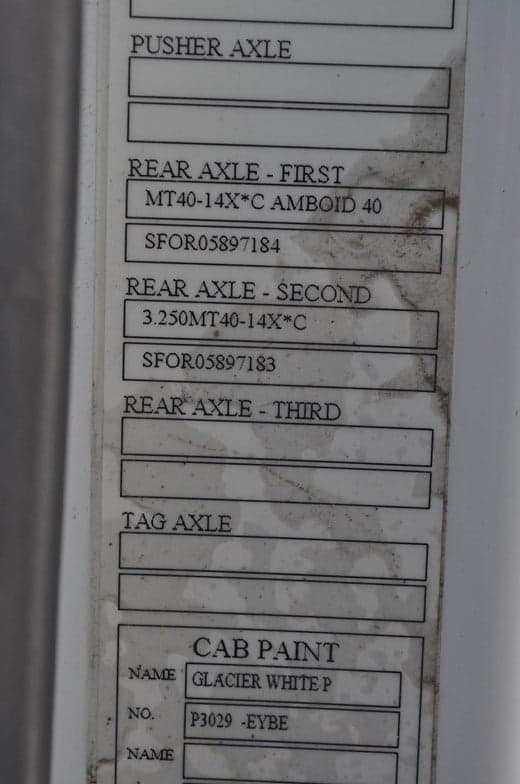 PUSHER AXLE
REAR AXLE - FIRST
MT40-14X*C AMBOID 40
SFOR05897184
REAR AXLE - SECOND
3.250MT40-14X*C
SFOR05897183
REAR AXLE - THIRD
TAG AXLE
CAB PAINT
NAME GLACIER WHITE P
NO. P3029 -EYBE
NAME